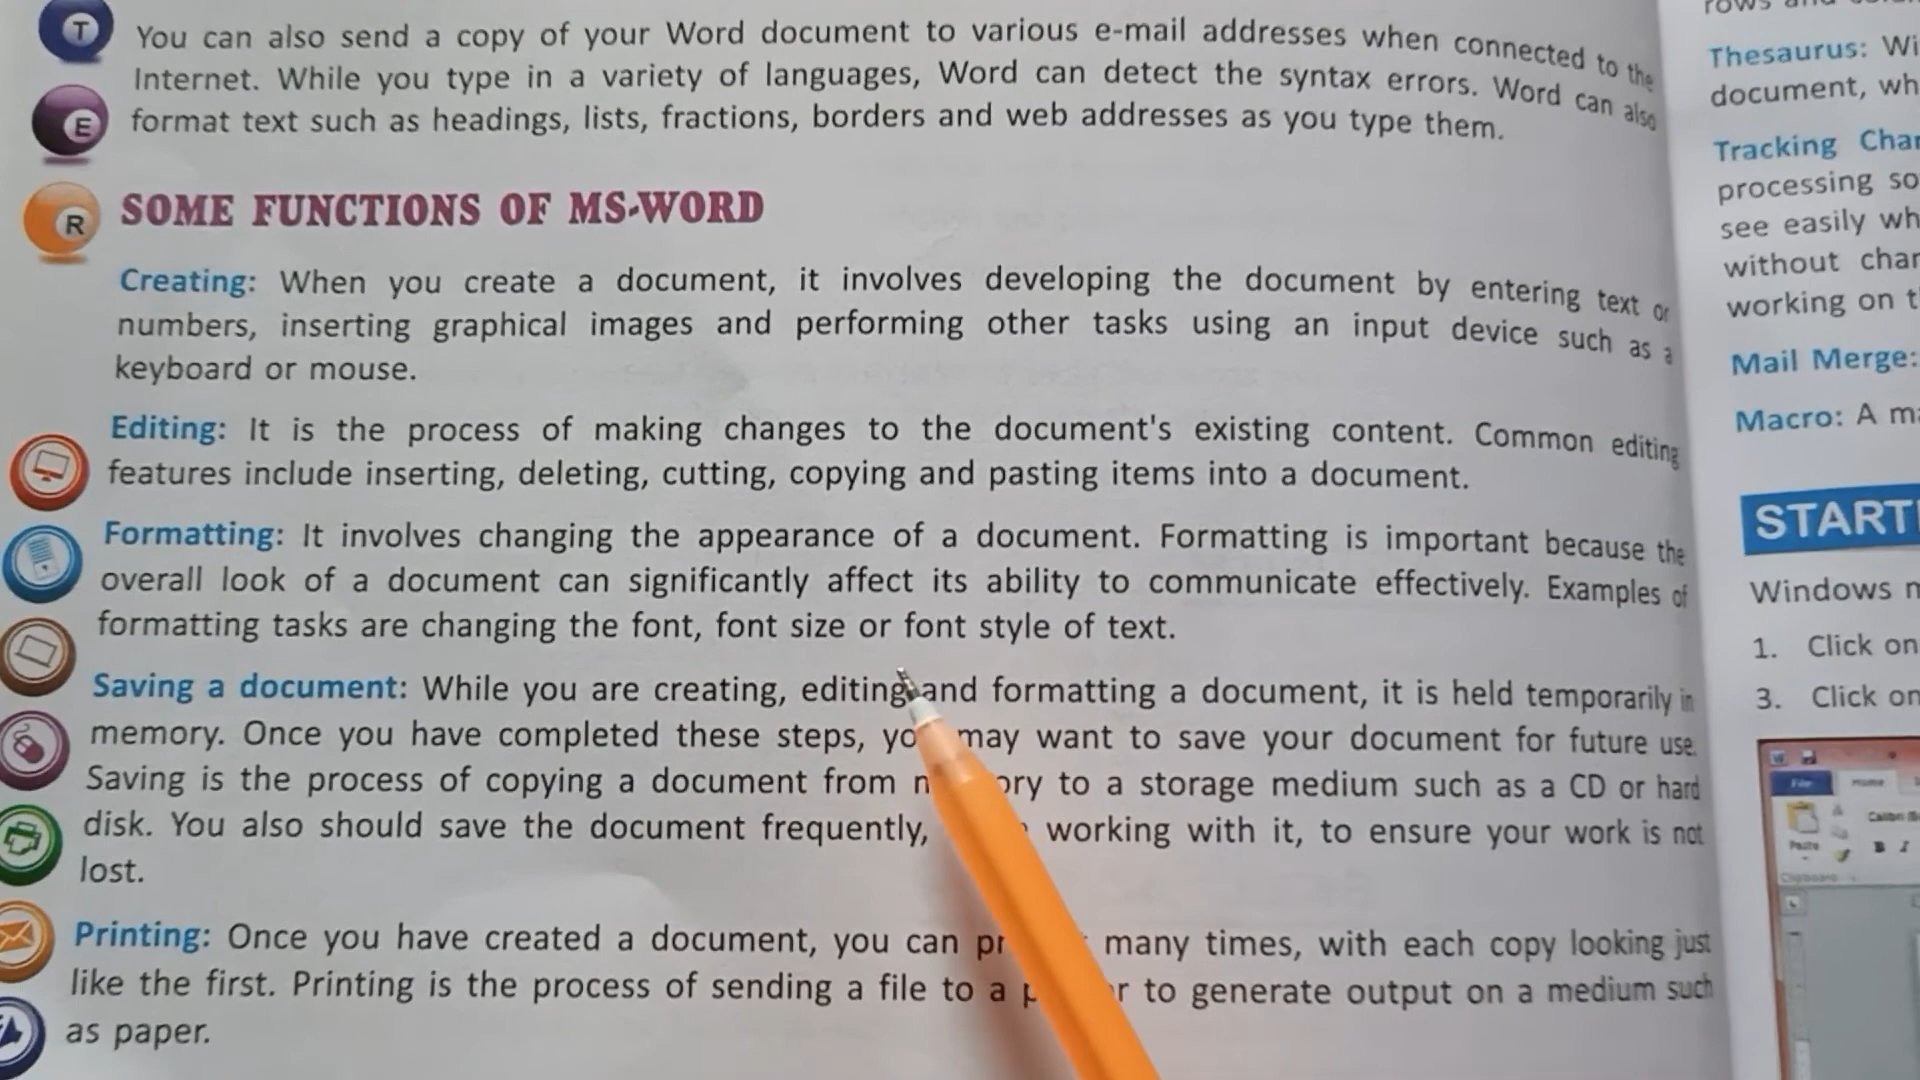 T
You can also send a copy of your Word document to various e-mail addresses when connected to the
Internet. While you type in a variety of languages, Word can detect the syntax errors. Word can also
E
format text such as headings, lists, fractions, borders and web addresses as you type them.
R
SOME FUNCTIONS OF MS-WORD
Creating: When you create a document, it involves developing the document by entering text or
numbers, inserting graphical images and performing other tasks using an input device such as a
keyboard or mouse.
Editing: It is the process of making changes to the document's existing content. Common editing
features include inserting, deleting, cutting, copying and pasting items into a document.
Formatting: It involves changing the appearance of a document. Formatting is important because the
overall look of a document can significantly affect its ability to communicate effectively. Examples of
formatting tasks are changing the font, font size or font style of text.
Saving a document: While you are creating, editing and formatting a document, it is held temporarily in
memory. Once you have completed these steps, may want to save your document for future use.
Saving is the process of copying a document from to a storage medium such as a CD or hard
disk. You also should save the document frequently, working with it, to ensure your work is not
lost.
Printing: Once you have created a document, you can many times, with each copy looking just
like the first. Printing is the process of sending a file to a to generate output on a medium such
as paper.
Thesaurus:
document,
Tracking
processing
see easily
without
working on
Mail Merge:
Macro: A
Windows
1. Click on
3. Click on
File Home
Paste
B I
Clipboard